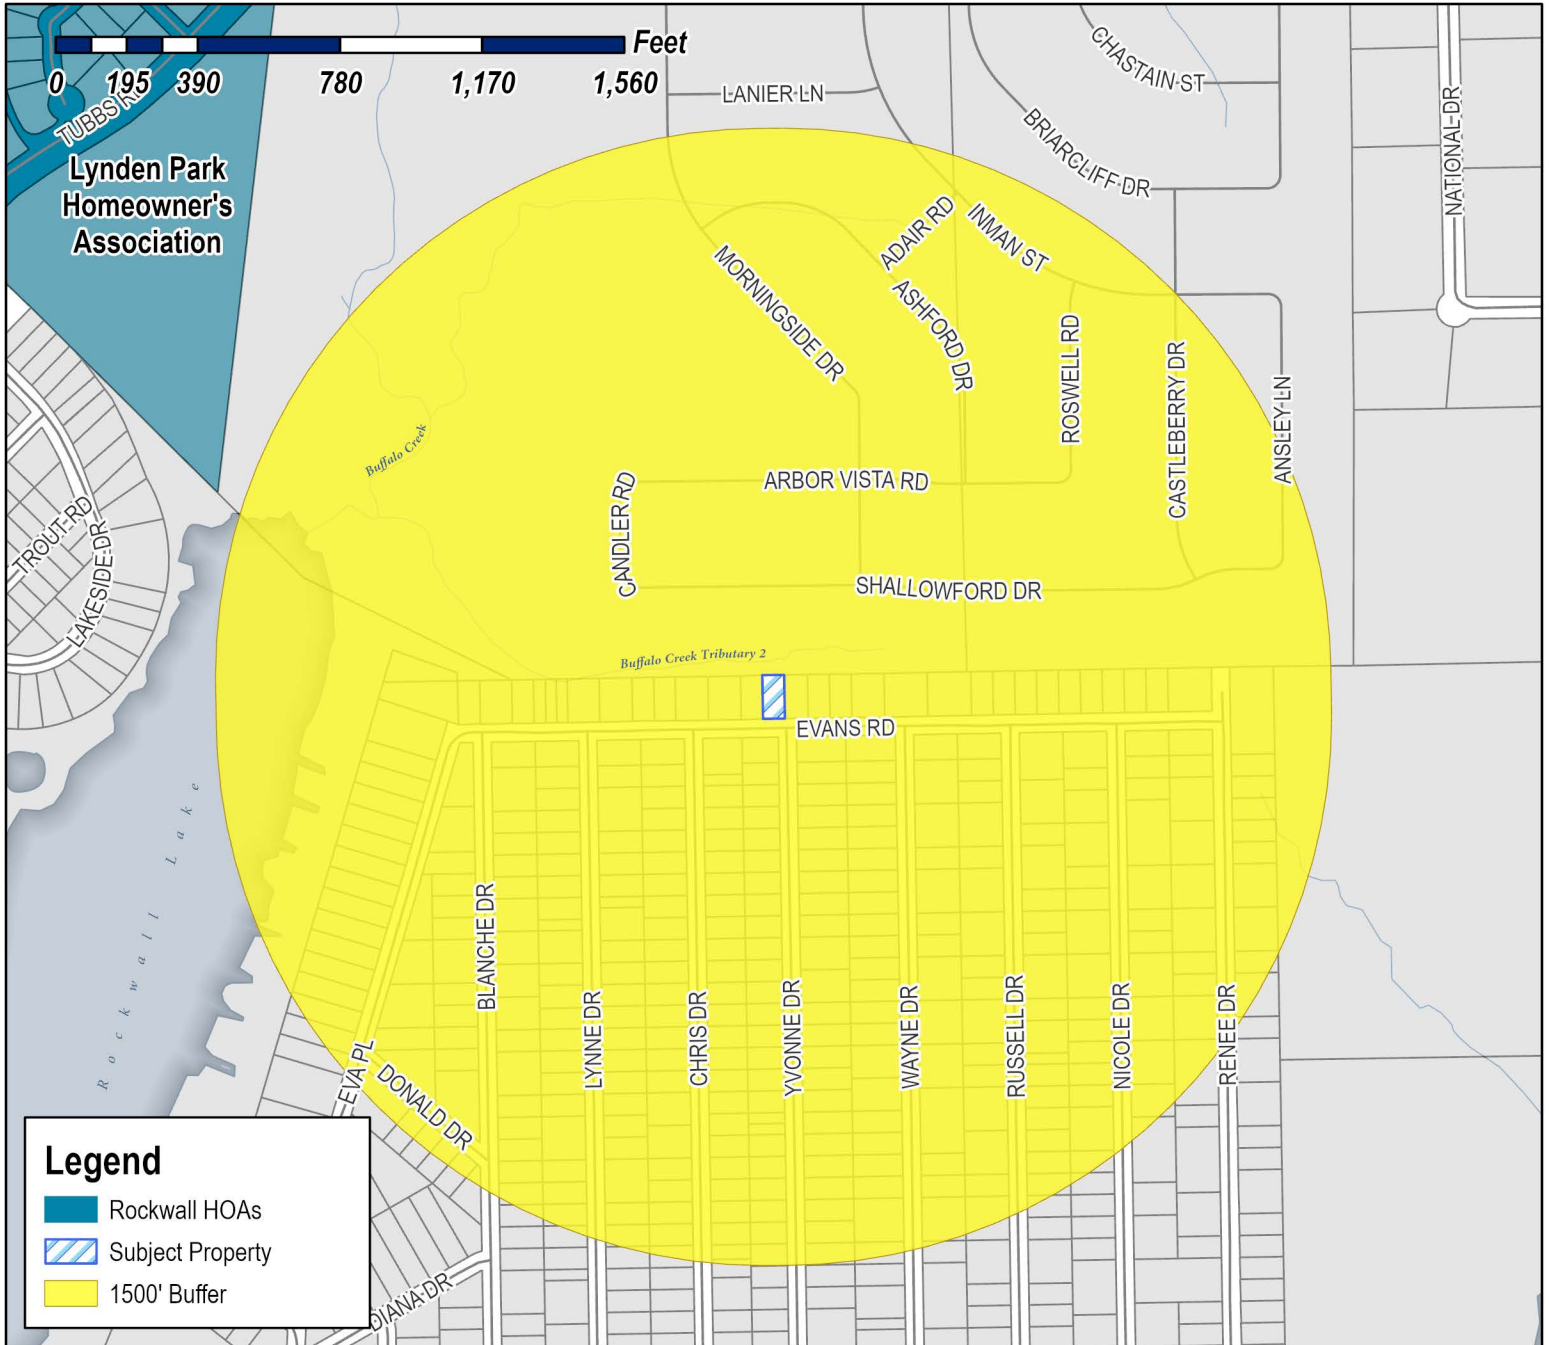 Feet
0 195 390 780 1,170 1,560
TUBBS RD
Lynden Park
Homeowner's
Association
LANIER LN
CHASTAIN ST
BRIARCLIFF DR
NATIONAL DR
ADAIR RD
INMAN ST
MORNINGSIDE DR
ASHFORD DR
ROSWELL RD
CASTLEBERRY DR
ANSLEY LN
Buffalo Creek
ARBOR VISTA RD
CANDLER RD
SHALLOWFORD DR
TROUT RD
LAKESIDE DR
Buffalo Creek Tributary 2
EVANS RD
Rockwall Lake
BLANCHE DR
LYNNE DR
CHRIS DR
YVONNE DR
WAYNE DR
RUSSELL DR
NICOLE DR
RENEE DR
EVA PL
DONALD DR
DIANA DR
Legend
Rockwall HOAs
Subject Property
1500' Buffer